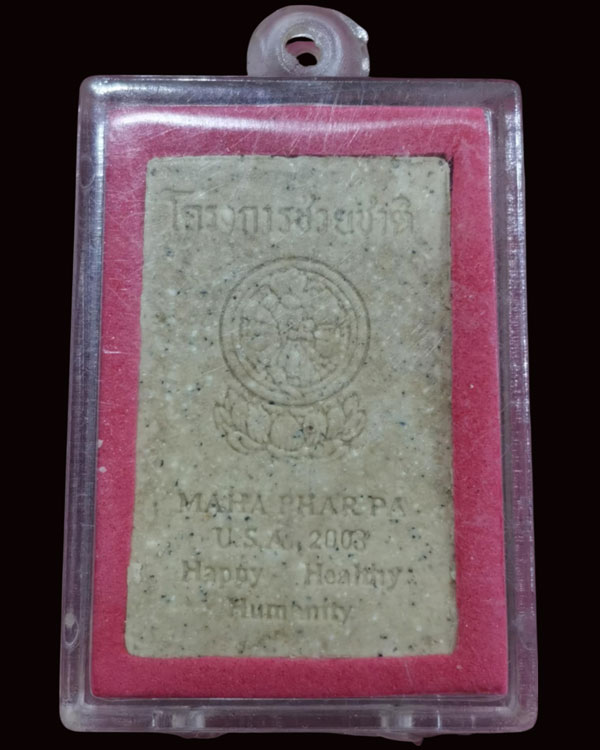 โครงการช่วยชาติ
MAHA PHAR PA
U.S.A. 2003
Happy Healthy
Humanity